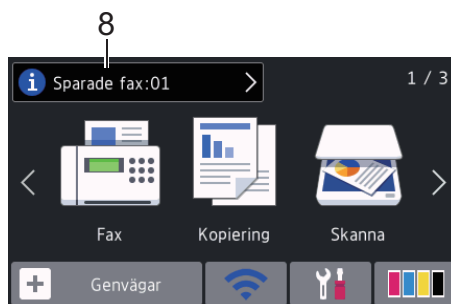 8
i Sparade fax:01
1 / 3
Fax Kopiering Skanna
Genvägar